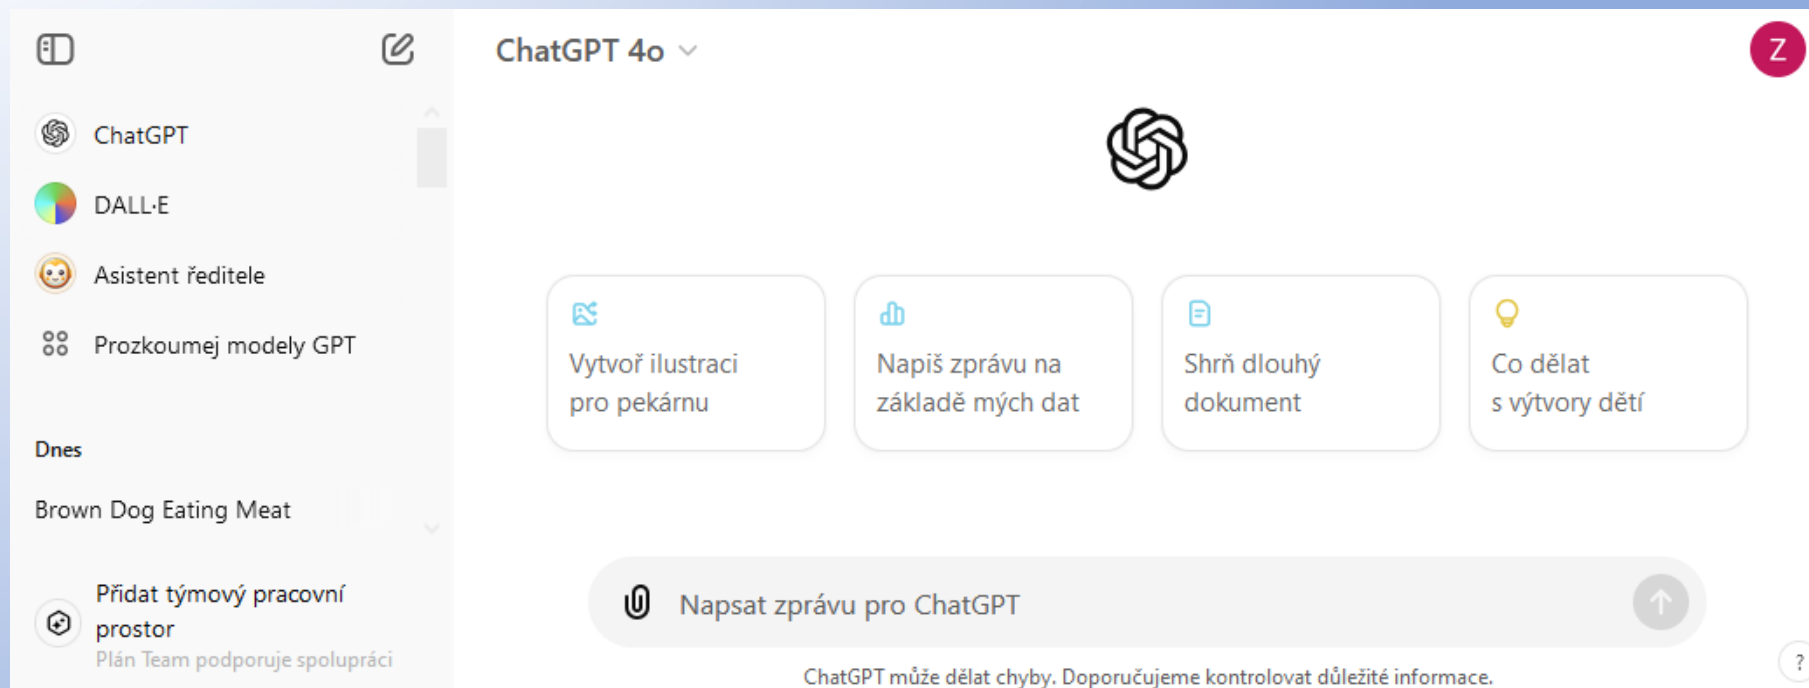 ChatGPT
DALL·E
Asistent ředitele
Prozkoumej modely GPT
Dnes
Brown Dog Eating Meat
Přidat týmový pracovní
prostor
Plán Team podporuje spolupráci
ChatGPT 4o
Z
Vytvoř ilustraci
pro pekárnu
Napiš zprávu na
základě mých dat
Shrň dlouhý
dokument
Co dělat
s výtvory dětí
Napsat zprávu pro ChatGPT
ChatGPT může dělat chyby. Doporučujeme kontrolovat důležité informace.
?